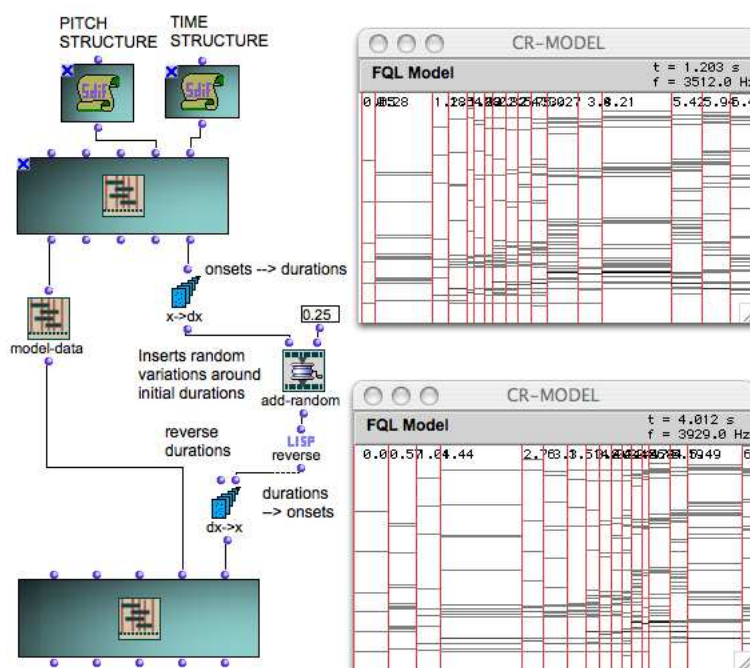 PITCH
STRUCTURE
TIME
STRUCTURE
Sdif
Sdif
onsets --> durations
x->dx
0.25
model-data
Inserts random
variations around
initial durations
add-random
LISP
reverse
reverse
durations
durations
--> onsets
dx->x
CR-MODEL
FQL Model
t = 1.203 s
f = 3512.0 Hz
5.42
CR-MODEL
FQL Model
t = 4.012 s
f = 3929.0 Hz